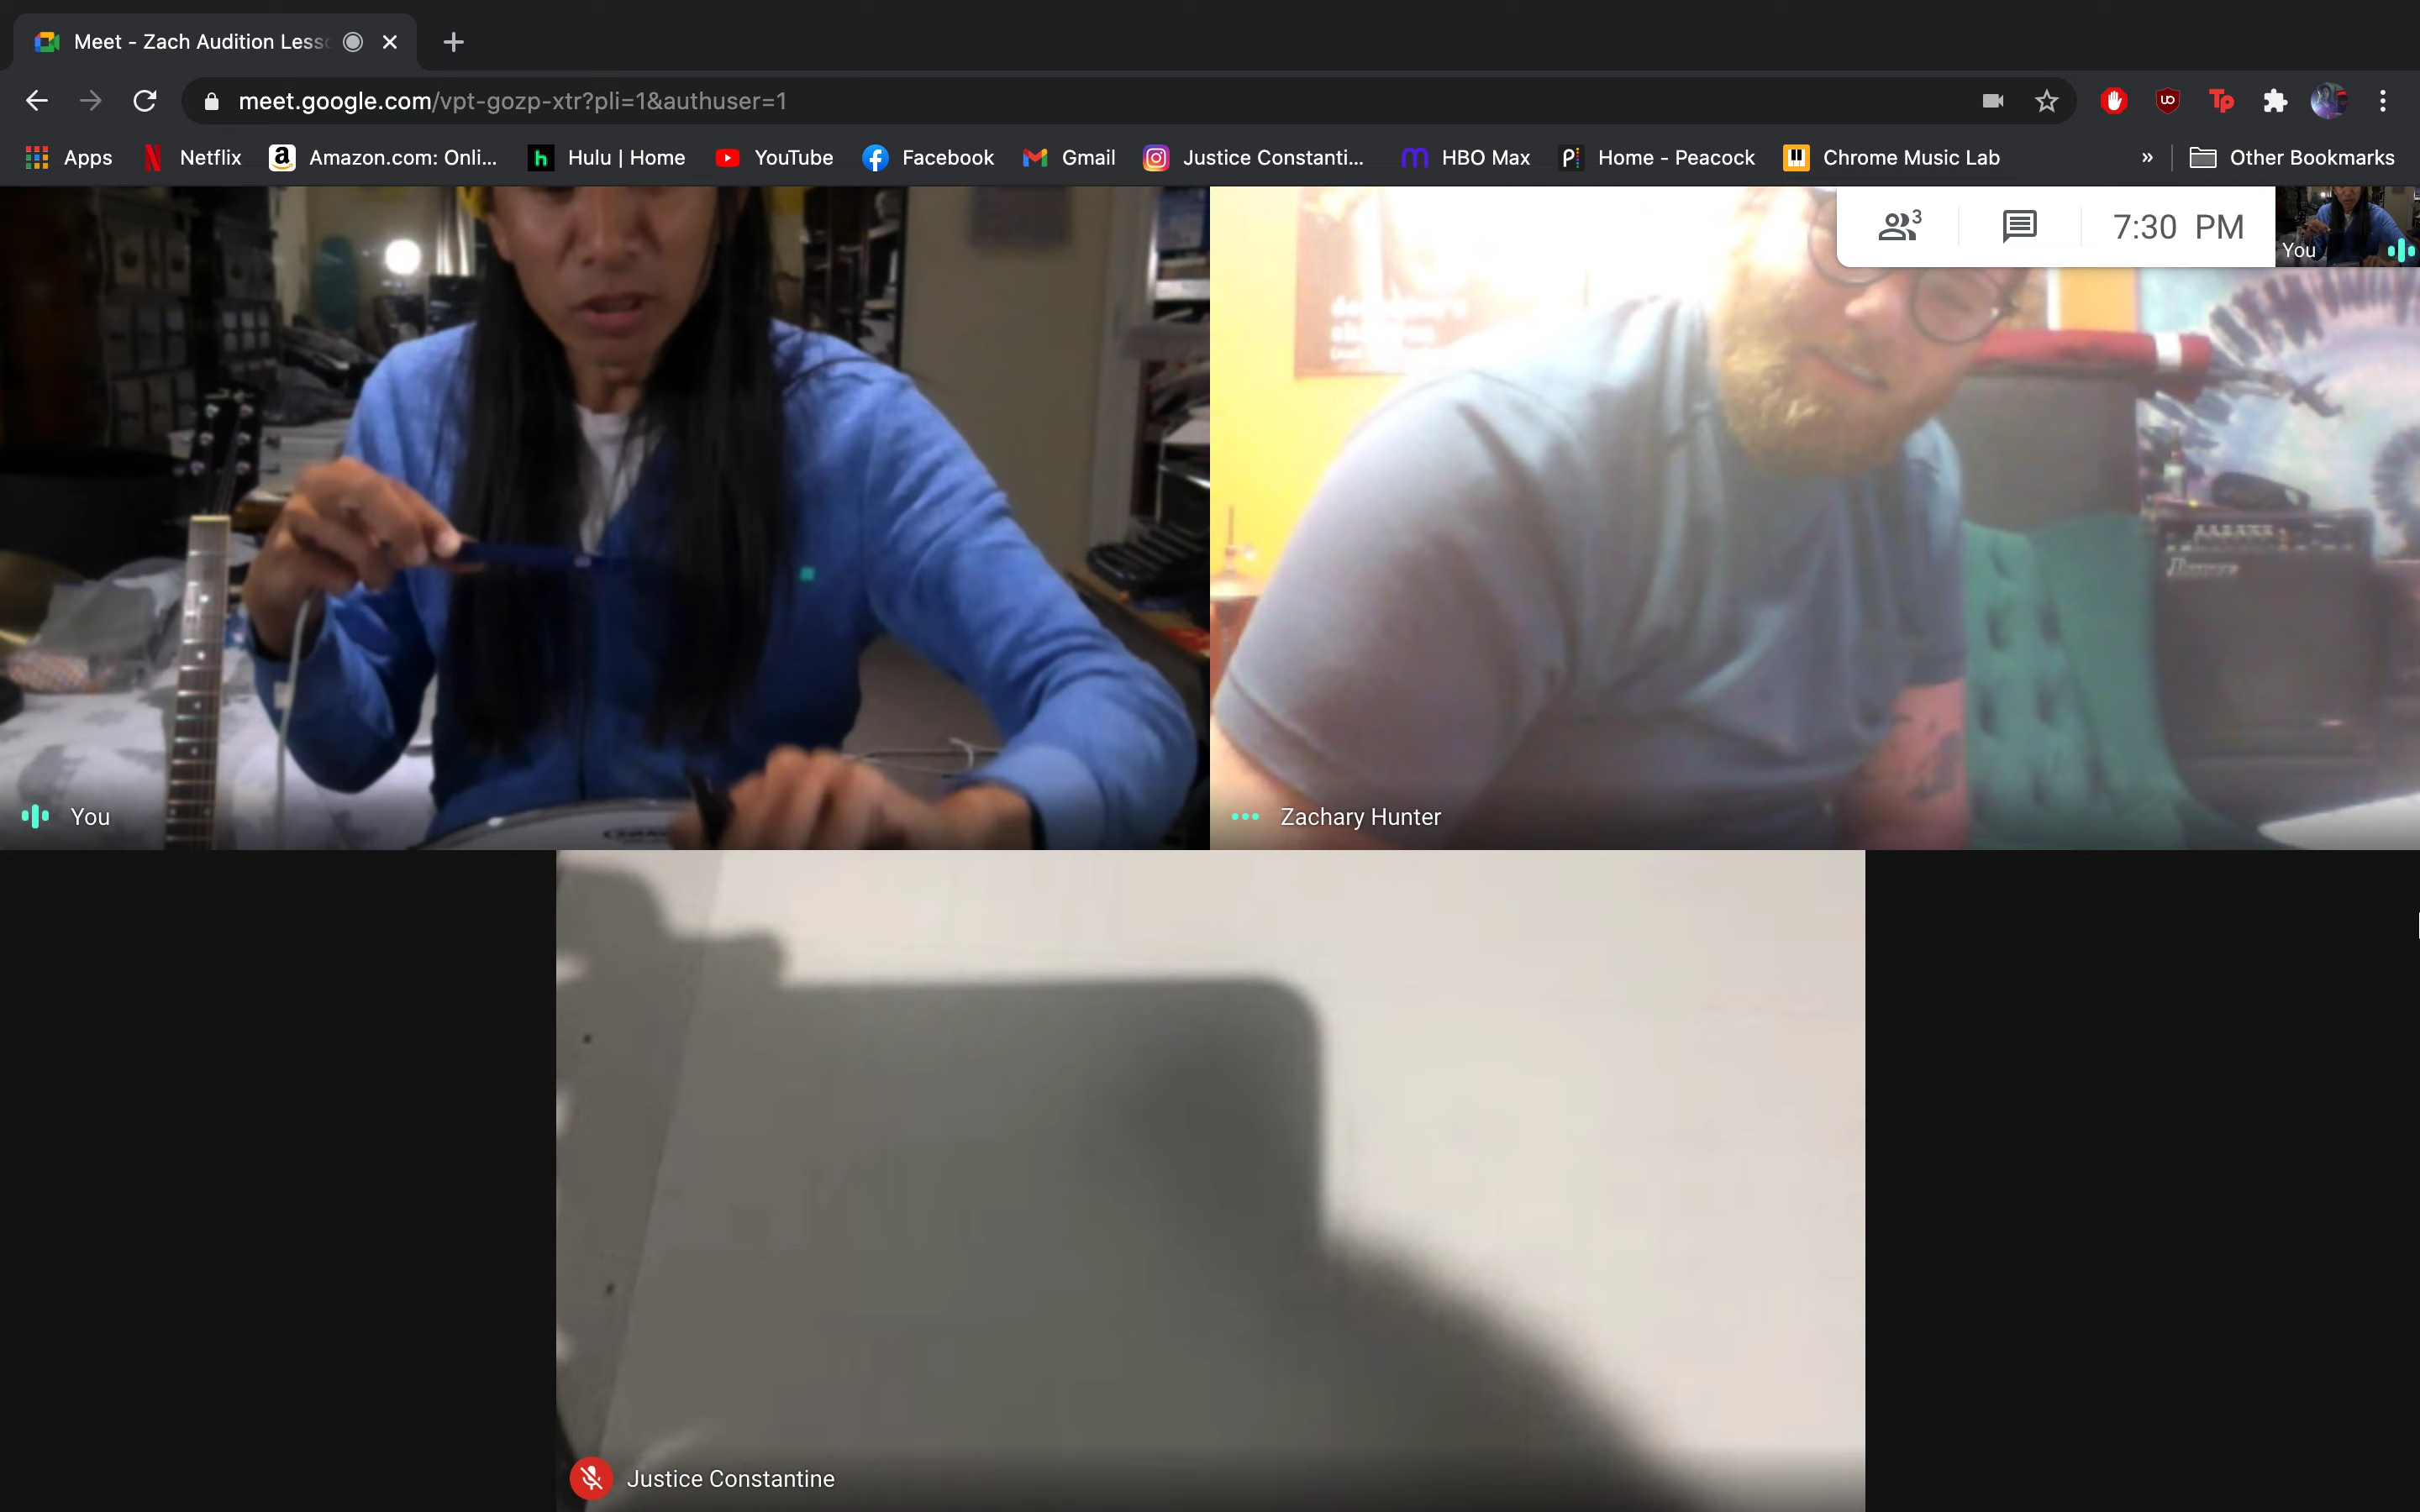 Meet - Zach Audition Less
meet.google.com/vpt-gozp-xtr?pli=1&authuser=1
Tp
Apps Netflix Amazon.com: Onli... Hulu | Home YouTube Facebook Gmail Justice Constanti... HBO Max Home - Peacock Chrome Music Lab » Other Bookmarks
3 7:30 PM
You
Ibanez
You
Zachary Hunter
Justice Constantine